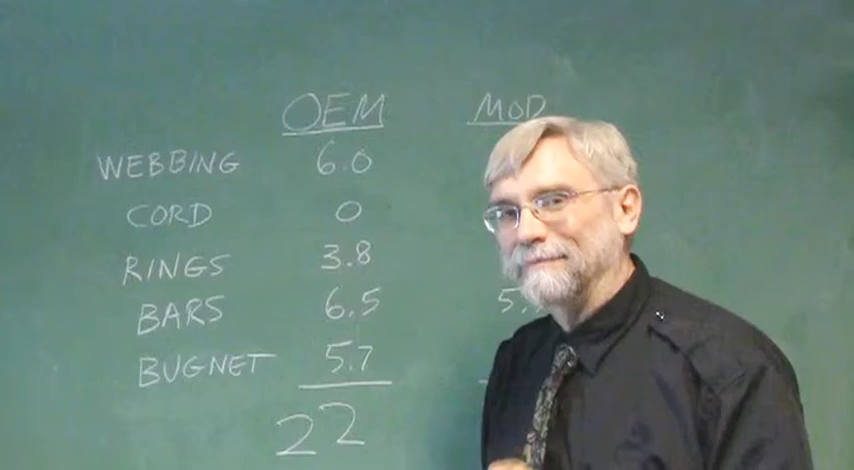 OEM MOD
WEBBING 6.0
CORD 0
RINGS 3.8
BARS 6.5
BUGNET 5.7
22